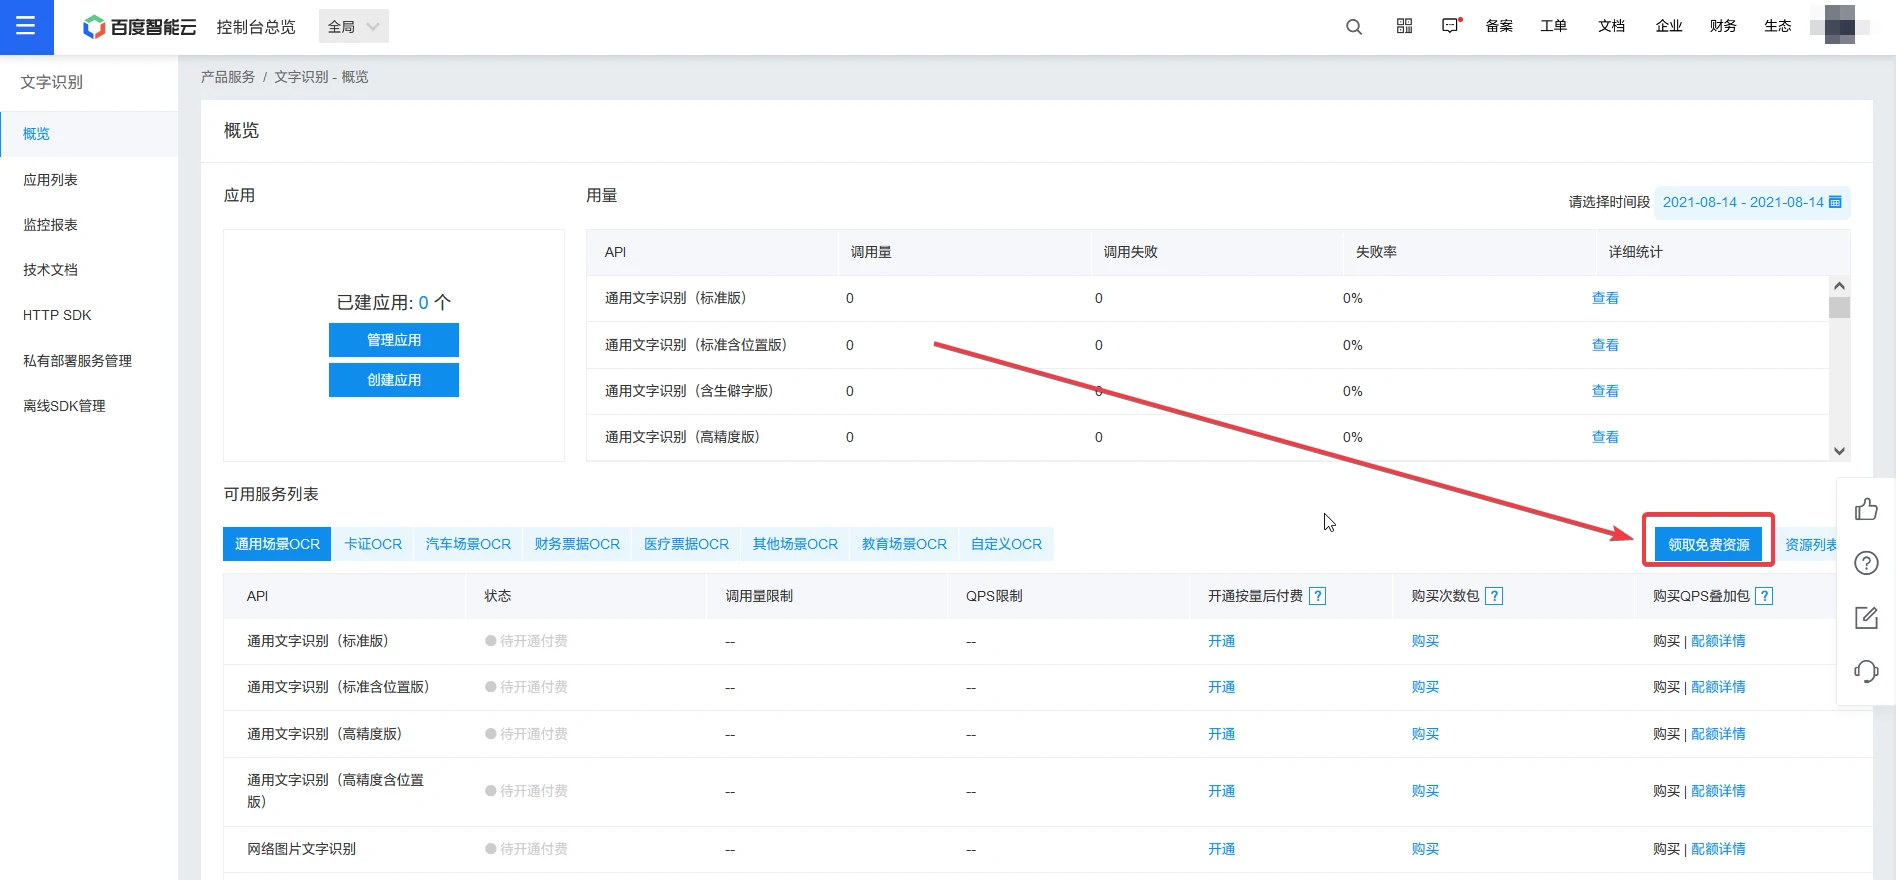 百度智能云 控制台总览 全局 备案 工单 文档 企业 财务 生态
文字识别
概览
应用列表
监控报表
技术文档
HTTP SDK
私有部署服务管理
离线SDK管理
产品服务 / 文字识别 - 概览
概览
应用
已建应用: 0 个
管理应用
创建应用
用量
请选择时间段 2021-08-14 - 2021-08-14
API 调用量 调用失败 失败率 详细统计
通用文字识别（标准版） 0 0 0% 查看
通用文字识别（标准含位置版） 0 0 0% 查看
通用文字识别（含生僻字版） 0 0 0% 查看
通用文字识别（高精度版） 0 0 0% 查看
可用服务列表
通用场景OCR 卡证OCR 汽车场景OCR 财务票据OCR 医疗票据OCR 其他场景OCR 教育场景OCR 自定义OCR 领取免费资源 资源列表
API 状态 调用量限制 QPS限制 开通按量后付费 ? 购买次数包 ? 购买QPS叠加包 ?
通用文字识别（标准版） 待开通付费 -- -- 开通 购买 购买 | 配额详情
通用文字识别（标准含位置版） 待开通付费 -- -- 开通 购买 购买 | 配额详情
通用文字识别（高精度版） 待开通付费 -- -- 开通 购买 购买 | 配额详情
通用文字识别（高精度含位置
版） 待开通付费 -- -- 开通 购买 购买 | 配额详情
网络图片文字识别 待开通付费 -- -- 开通 购买 购买 | 配额详情